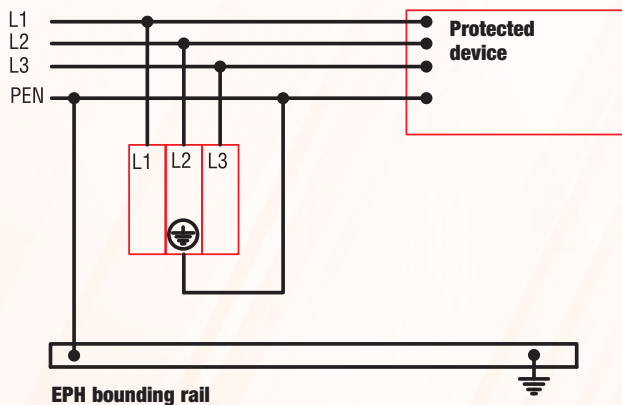 L1
L2
L3
PEN
Protected
device
L1 L2 L3
EPH bounding rail